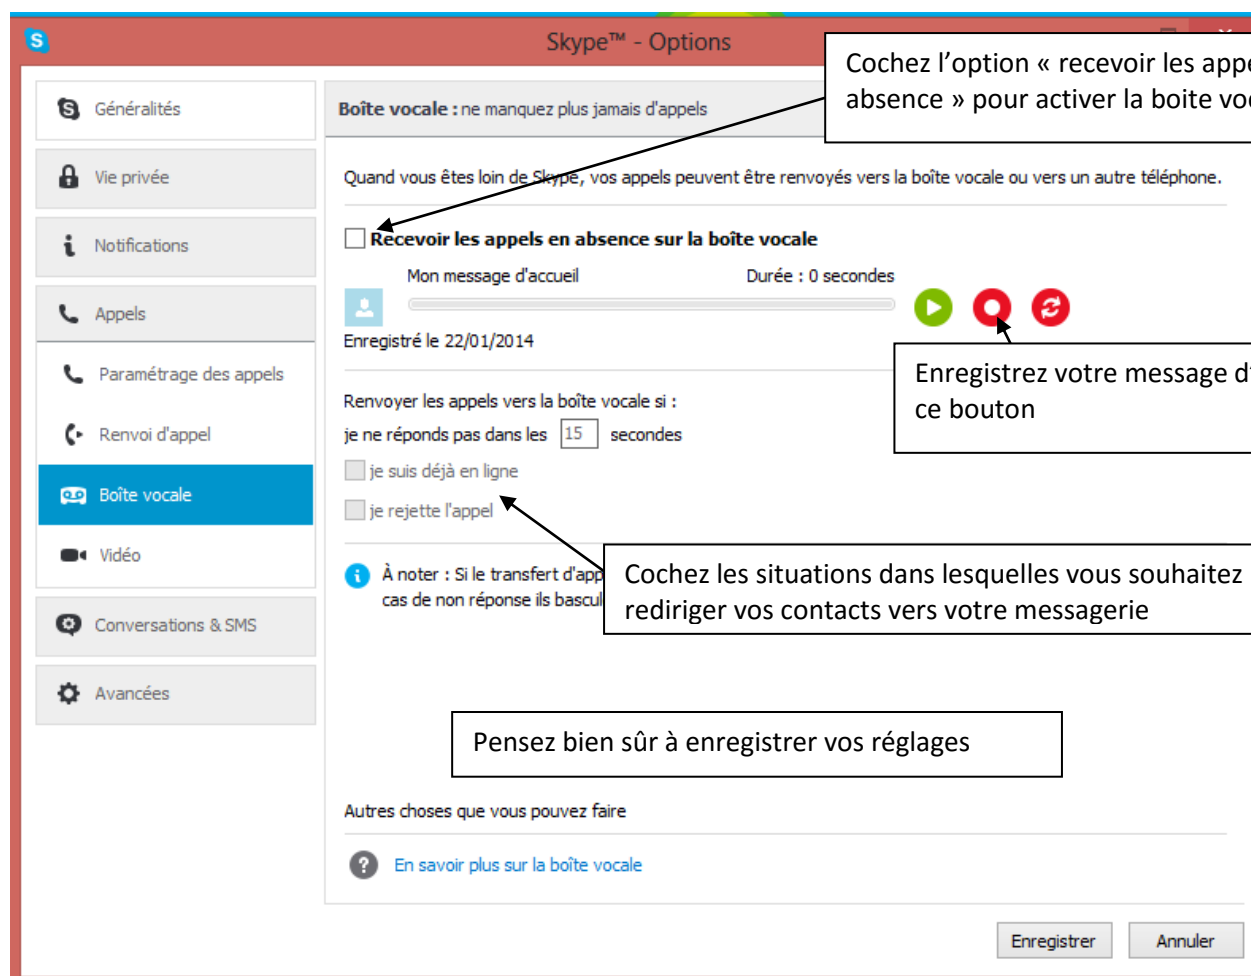 Skype™ - Options
Cochez l'option « recevoir les
absence » pour activer la boite
Généralités
Vie privée
Notifications
Appels
Paramétrage des appels
Renvoi d'appel
Boîte vocale
Vidéo
Conversations & SMS
Avancées
Boîte vocale : ne manquez plus jamais d'appels
Quand vous êtes loin de Skype, vos appels peuvent être renvoyés vers la boîte vocale ou vers un autre téléphone.
Recevoir les appels en absence sur la boîte vocale
Mon message d'accueil Durée : 0 secondes
Enregistré le 22/01/2014
Enregistrez votre message
ce bouton
Renvoyer les appels vers la boîte vocale si :
je ne réponds pas dans les 15 secondes
je suis déjà en ligne
je rejette l'appel
À noter : Si le transfert
cas de non réponse ils
Cochez les situations dans lesquelles vous souhaitez
rediriger vos contacts vers votre messagerie
Pensez bien sûr à enregistrer vos réglages
Autres choses que vous pouvez faire
En savoir plus sur la boîte vocale
Enregistrer Annuler